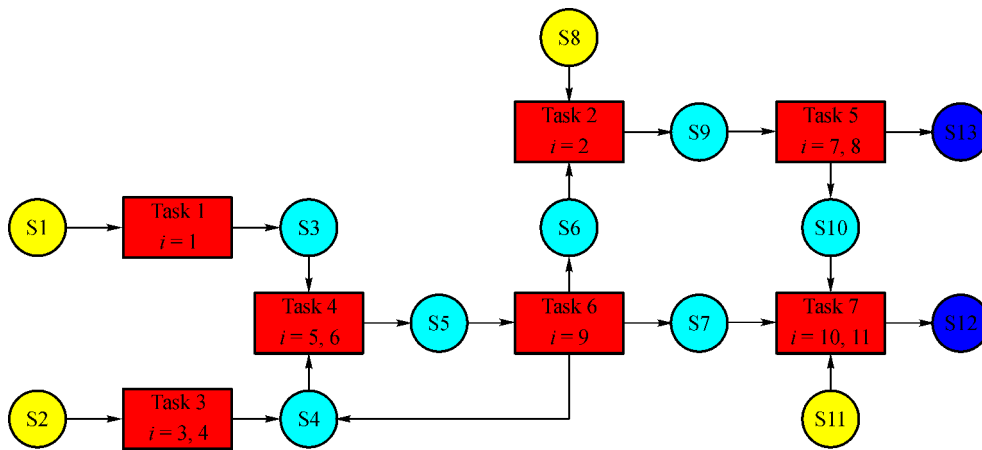 S8
Task 2
i = 2
S9
Task 5
i = 7, 8
S13
S1
Task 1
i = 1
S3
S6
S10
Task 4
i = 5, 6
S5
Task 6
i = 9
S7
Task 7
i = 10, 11
S12
S2
Task 3
i = 3, 4
S4
S11